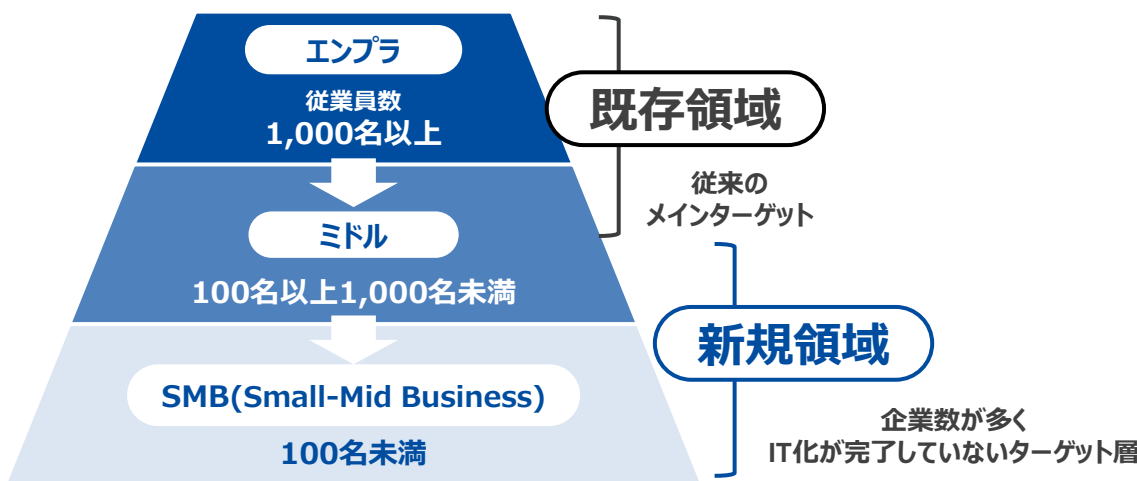 エンプラ
従業員数
1,000名以上
既存領域
従来の
メインターゲット
ミドル
100名以上1,000名未満
新規領域
SMB(Small-Mid Business)
100名未満
企業数が多く
IT化が完了していないターゲット層